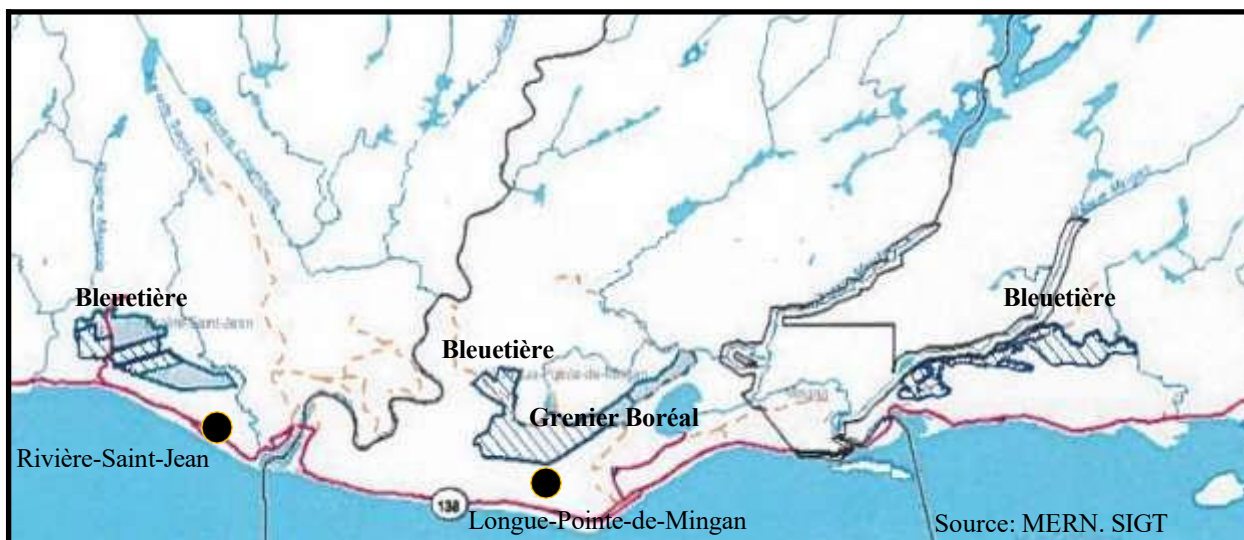 Bleuetière
Bleuetière
Bleuetière
Grenier Boréal
Rivière-Saint-Jean
138
Longue-Pointe-de-Mingan
Source: MERN. SIGT